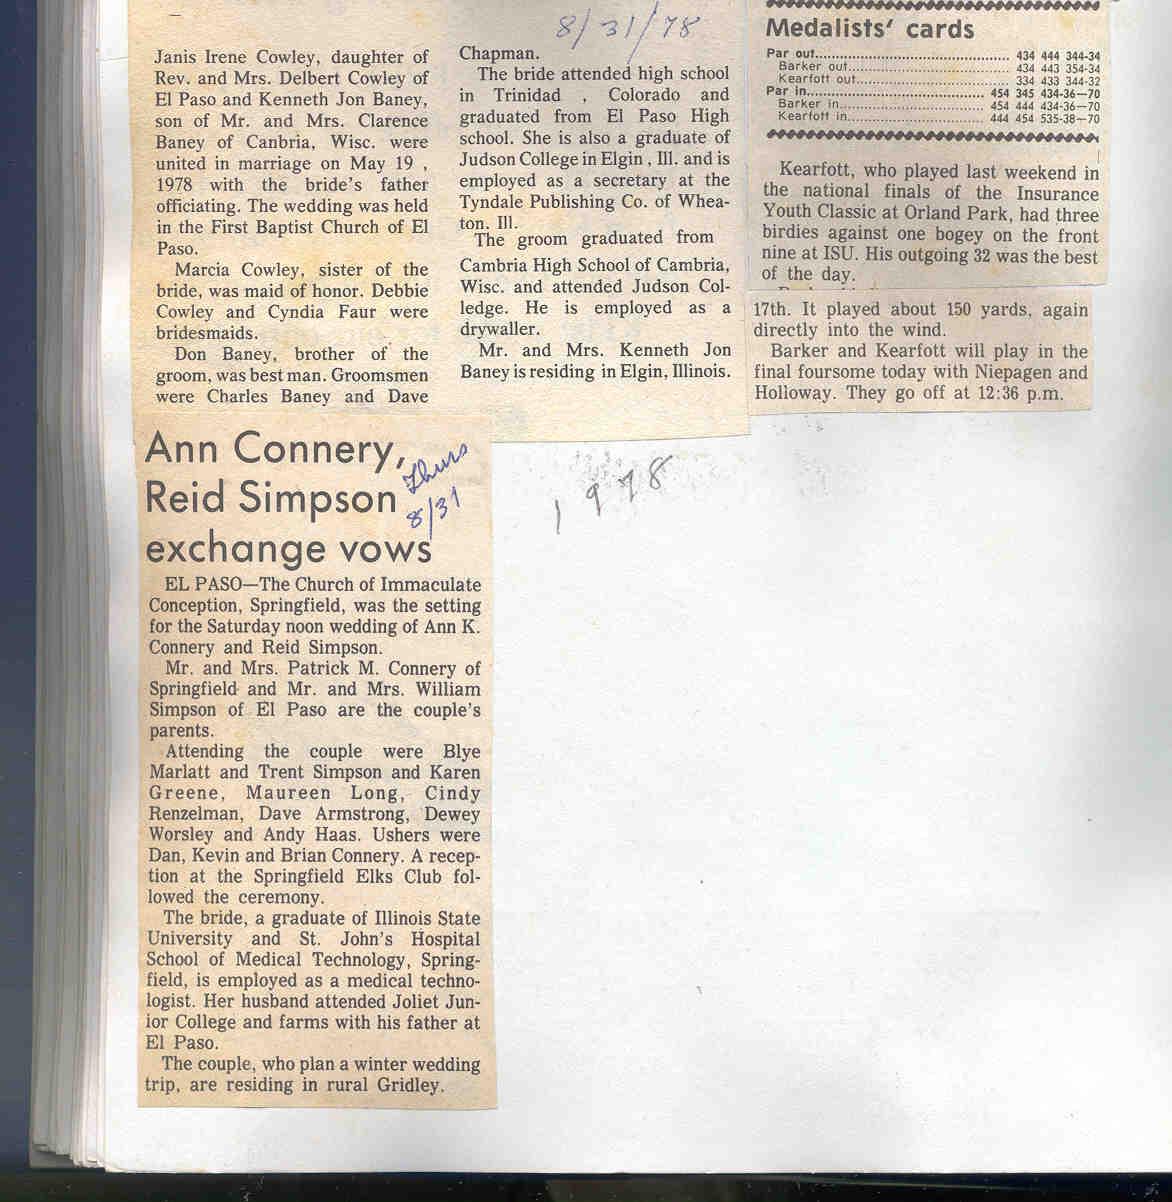 8/31/78
Janis Irene Cowley, daughter of
Rev. and Mrs. Delbert Cowley of
El Paso and Kenneth Jon Baney,
son of Mr. and Mrs. Clarence
Baney of Canbria, Wisc. were
united in marriage on May 19 ,
1978 with the bride's father
officiating. The wedding was held
in the First Baptist Church of El
Paso.
Marcia Cowley, sister of the
bride, was maid of honor. Debbie
Cowley and Cyndia Faur were
bridesmaids.
Don Baney, brother of the
groom, was best man. Groomsmen
were Charles Baney and Dave
Chapman.
The bride attended high school
in Trinidad , Colorado and
graduated from El Paso High
school. She is also a graduate of
Judson College in Elgin , Ill. and is
employed as a secretary at the
Tyndale Publishing Co. of Whea-
ton, Ill.
The groom graduated from
Cambria High School of Cambria,
Wisc. and attended Judson Col-
ledge. He is employed as a
drywaller.
Mr. and Mrs. Kenneth Jon
Baney is residing in Elgin, Illinois.
Medalists' cards
Par out........ 434 444 344-34
Barker out........ 434 443 354-34
Kearfott out........ 334 433 344-32
Par in........ 454 345 434-36—70
Barker in........ 454 444 434-36—70
Kearfott in........ 444 454 535-38—70
Kearfott, who played last weekend in
the national finals of the Insurance
Youth Classic at Orland Park, had three
birdies against one bogey on the front
nine at ISU. His outgoing 32 was the best
of the day.
17th. It played about 150 yards, again
directly into the wind.
Barker and Kearfott will play in the
final foursome today with Niepagen and
Holloway. They go off at 12:36 p.m.
Ann Connery,
Reid Simpson
exchange vows
Thurs
8/31
1978
EL PASO—The Church of Immaculate
Conception, Springfield, was the setting
for the Saturday noon wedding of Ann K.
Connery and Reid Simpson.
Mr. and Mrs. Patrick M. Connery of
Springfield and Mr. and Mrs. William
Simpson of El Paso are the couple's
parents.
Attending the couple were Blye
Marlatt and Trent Simpson and Karen
Greene, Maureen Long, Cindy
Renzelman, Dave Armstrong, Dewey
Worsley and Andy Haas. Ushers were
Dan, Kevin and Brian Connery. A recep-
tion at the Springfield Elks Club fol-
lowed the ceremony.
The bride, a graduate of Illinois State
University and St. John's Hospital
School of Medical Technology, Spring-
field, is employed as a medical techno-
logist. Her husband attended Joliet Jun-
ior College and farms with his father at
El Paso.
The couple, who plan a winter wedding
trip, are residing in rural Gridley.